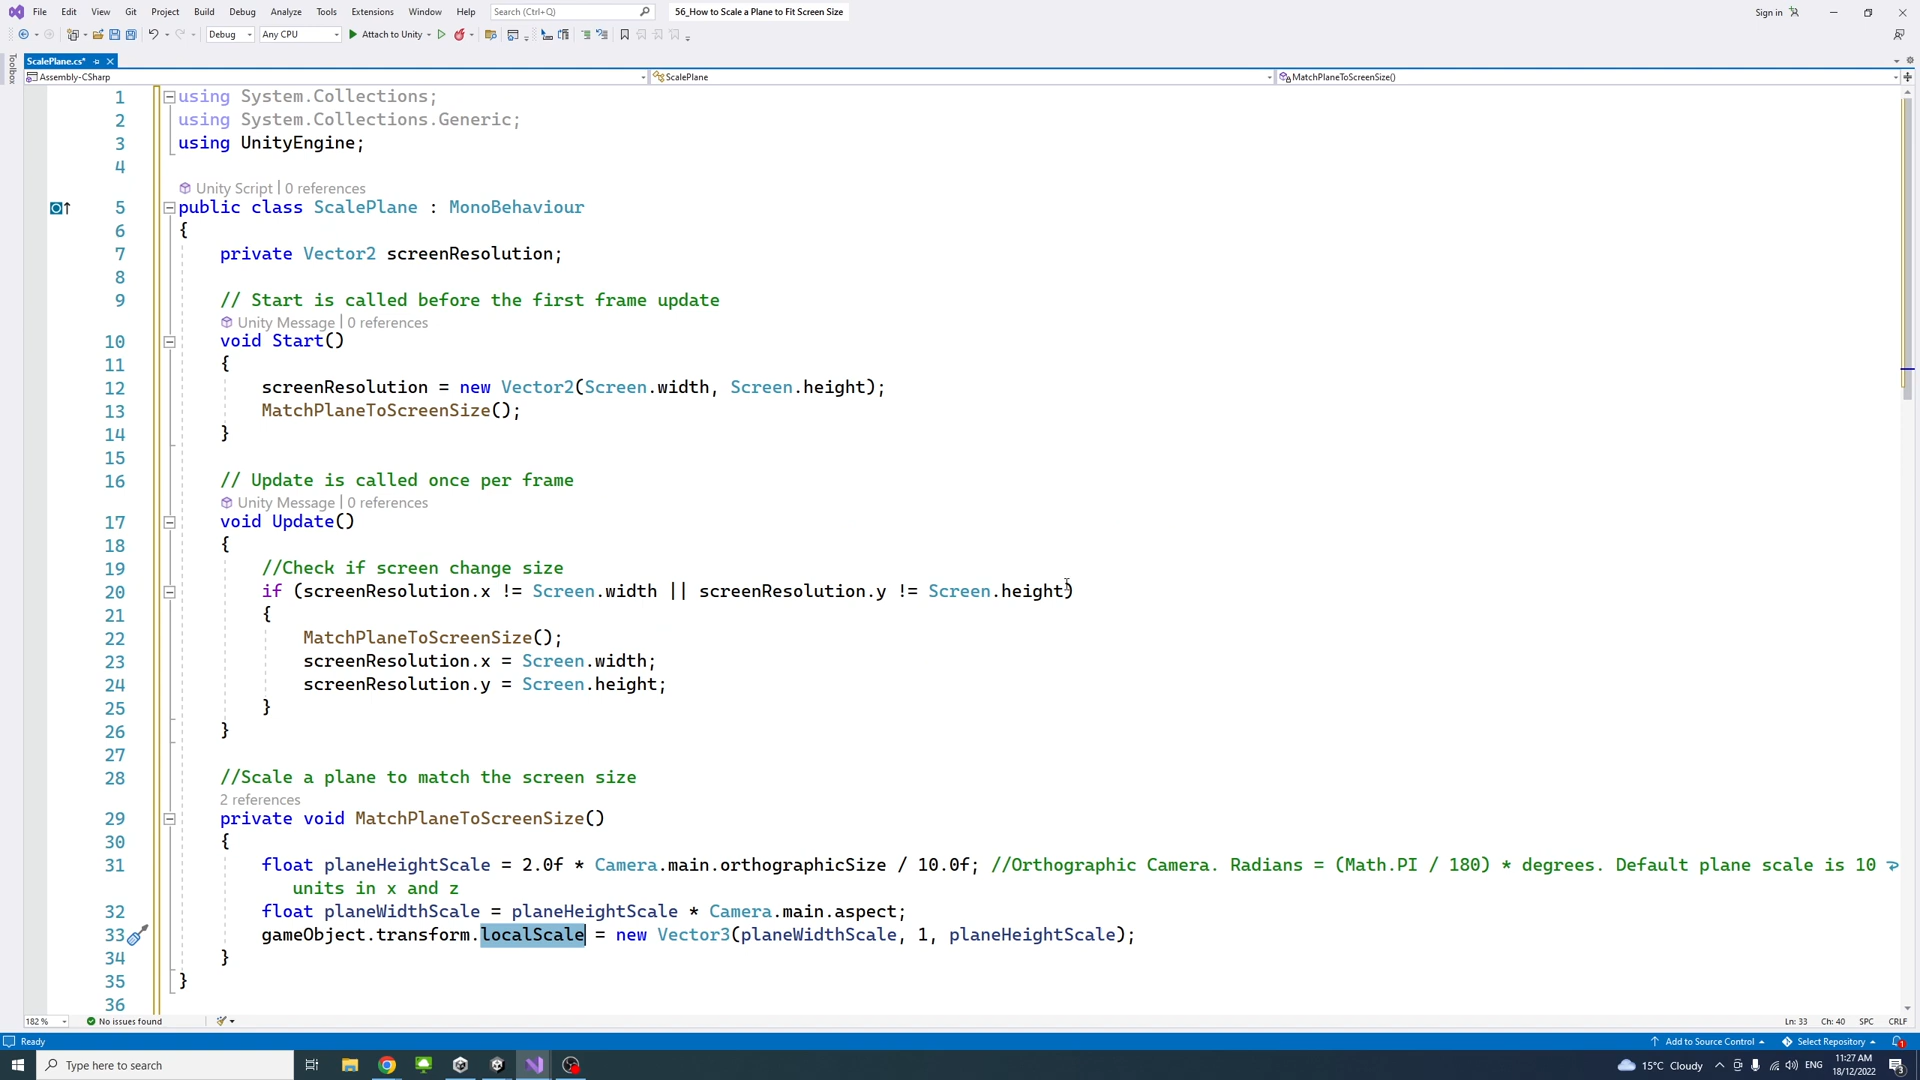 File Edit View Git Project Build Debug Analyze Tools Extensions Window Help Search (Ctrl+Q) 56_How to Scale a Plane to Fit Screen Size Sign in
Debug Any CPU Attach to Unity
Toolbox
ScalePlane.cs*
Assembly-CSharp ScalePlane MatchPlaneToScreenSize()
1 using System.Collections;
2 using System.Collections.Generic;
3 using UnityEngine;
4
Unity Script | 0 references
5 public class ScalePlane : MonoBehaviour
6 {
7 private Vector2 screenResolution;
8
9 // Start is called before the first frame update
Unity Message | 0 references
10 void Start()
11 {
12 screenResolution = new Vector2(Screen.width, Screen.height);
13 MatchPlaneToScreenSize();
14 }
15
16 // Update is called once per frame
Unity Message | 0 references
17 void Update()
18 {
19 //Check if screen change size
20 if (screenResolution.x != Screen.width || screenResolution.y != Screen.height)
21 {
22 MatchPlaneToScreenSize();
23 screenResolution.x = Screen.width;
24 screenResolution.y = Screen.height;
25 }
26 }
27
28 //Scale a plane to match the screen size
2 references
29 private void MatchPlaneToScreenSize()
30 {
31 float planeHeightScale = 2.0f * Camera.main.orthographicSize / 10.0f; //Orthographic Camera. Radians = (Math.PI / 180) * degrees. Default plane scale is 10
units in x and z
32 float planeWidthScale = planeHeightScale * Camera.main.aspect;
33 gameObject.transform.localScale = new Vector3(planeWidthScale, 1, planeHeightScale);
34 }
35 }
36
182 % No issues found Ln: 33 Ch: 40 SPC CRLF
Ready Add to Source Control Select Repository 1
Type here to search 15°C Cloudy ENG 11:27 AM
18/12/2022 3